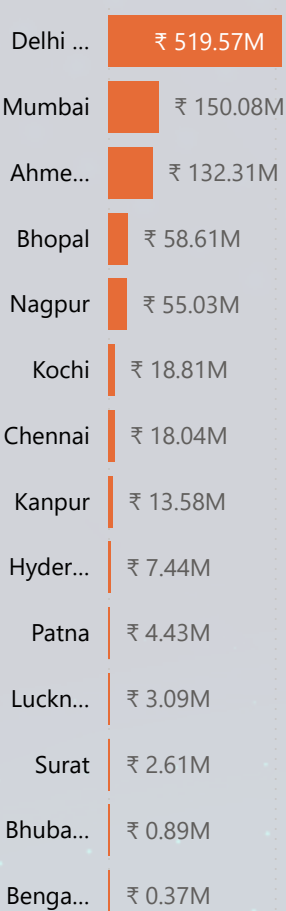 Delhi ... ₹ 519.57M
Mumbai ₹ 150.08M
Ahme... ₹ 132.31M
Bhopal ₹ 58.61M
Nagpur ₹ 55.03M
Kochi ₹ 18.81M
Chennai ₹ 18.04M
Kanpur ₹ 13.58M
Hyder... ₹ 7.44M
Patna ₹ 4.43M
Luckn... ₹ 3.09M
Surat ₹ 2.61M
Bhuba... ₹ 0.89M
Benga... ₹ 0.37M